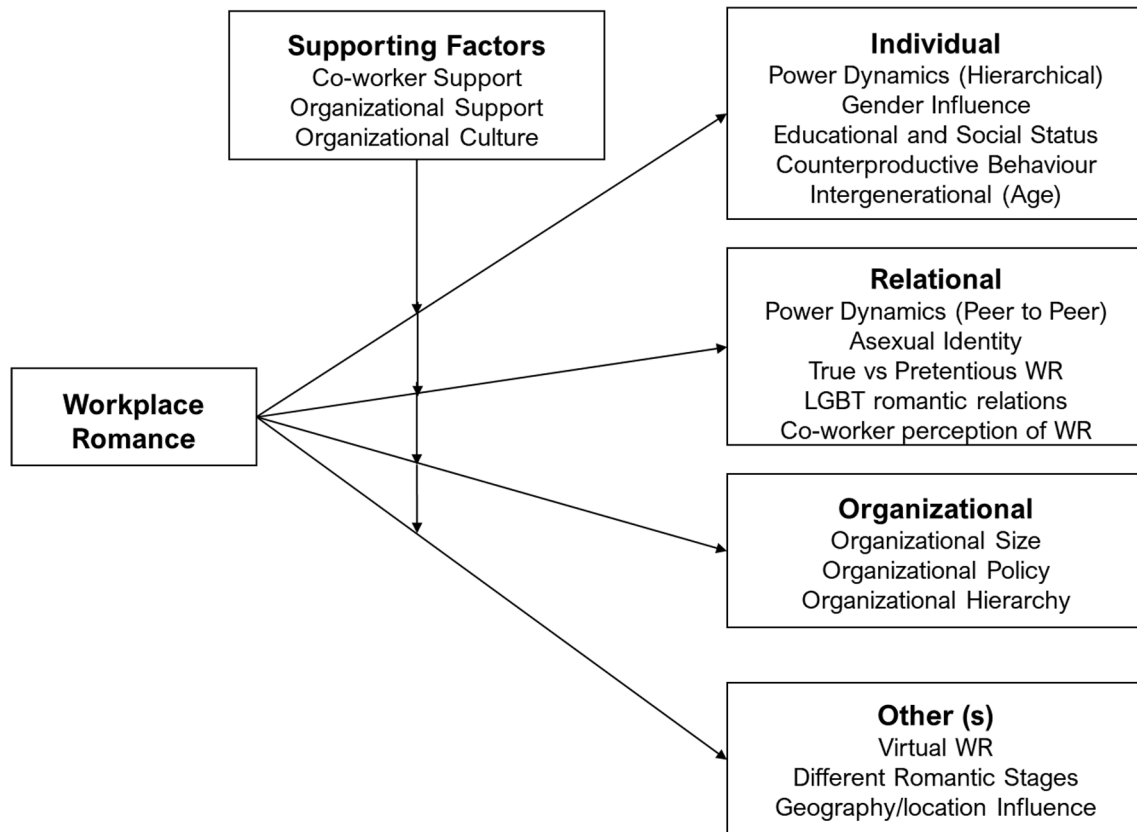 Supporting Factors
Co-worker Support
Organizational Support
Organizational Culture
Individual
Power Dynamics (Hierarchical)
Gender Influence
Educational and Social Status
Counterproductive Behaviour
Intergenerational (Age)
Relational
Power Dynamics (Peer to Peer)
Asexual Identity
True vs Pretentious WR
LGBT romantic relations
Co-worker perception of WR
Workplace
Romance
Organizational
Organizational Size
Organizational Policy
Organizational Hierarchy
Other (s)
Virtual WR
Different Romantic Stages
Geography/location Influence